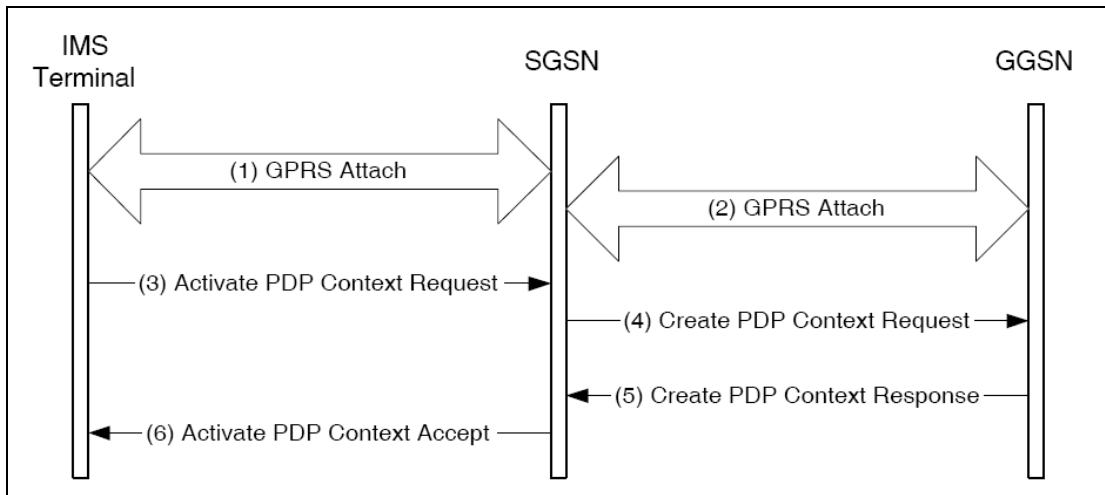 IMS
Terminal
SGSN
GGSN
(1) GPRS Attach
(2) GPRS Attach
(3) Activate PDP Context Request
(4) Create PDP Context Request
(5) Create PDP Context Response
(6) Activate PDP Context Accept